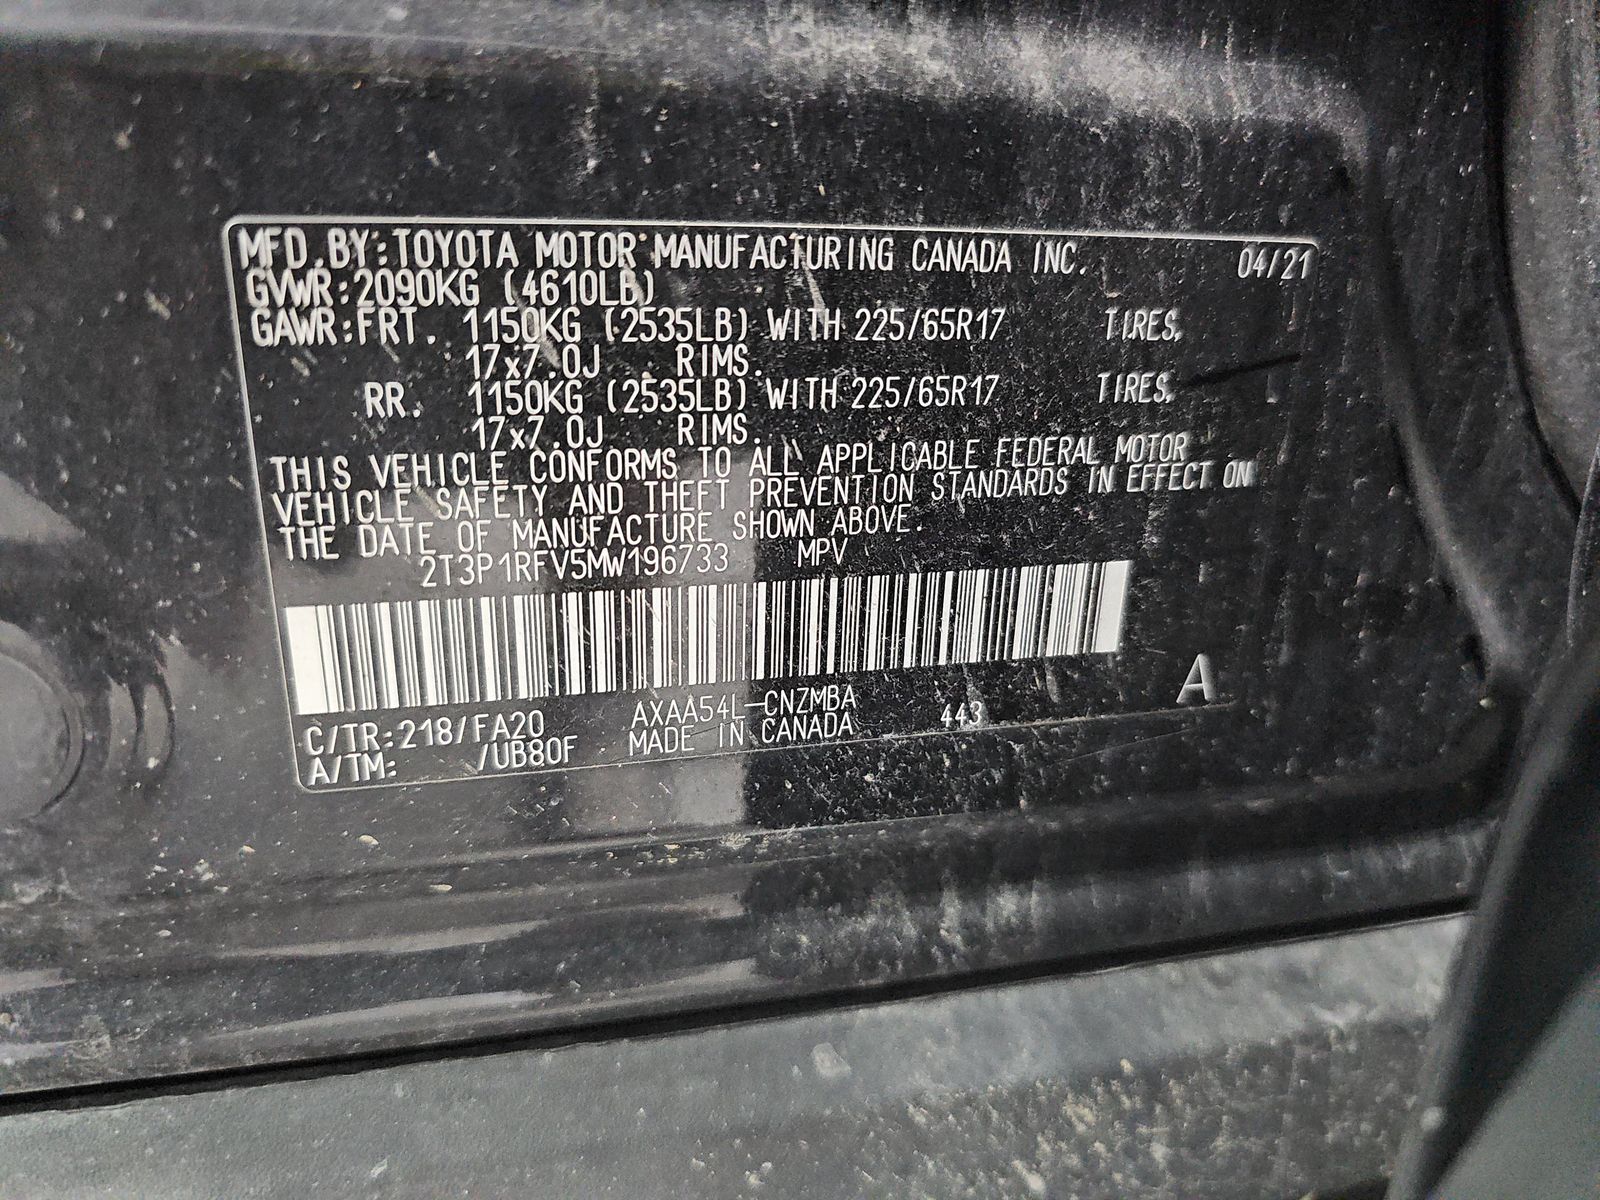 MFD. BY: TOYOTA MOTOR MANUFACTURING CANADA INC. 04/21
GVWR: 2090KG (4610LB)
GAWR: FRT. 1150KG (2535LB) WITH 225/65R17 TIRES,
17x7.0J RIMS.
RR. 1150KG (2535LB) WITH 225/65R17 TIRES,
17x7.0J RIMS.
THIS VEHICLE CONFORMS TO ALL APPLICABLE FEDERAL MOTOR
VEHICLE SAFETY AND THEFT PREVENTION STANDARDS IN EFFECT ON
THE DATE OF MANUFACTURE SHOWN ABOVE.
2T3P1RFV5MW196733 MPV
A
C/TR: 218/FA20 AXAA54L-CNZMBA 443
A/TM: /UB80F MADE IN CANADA